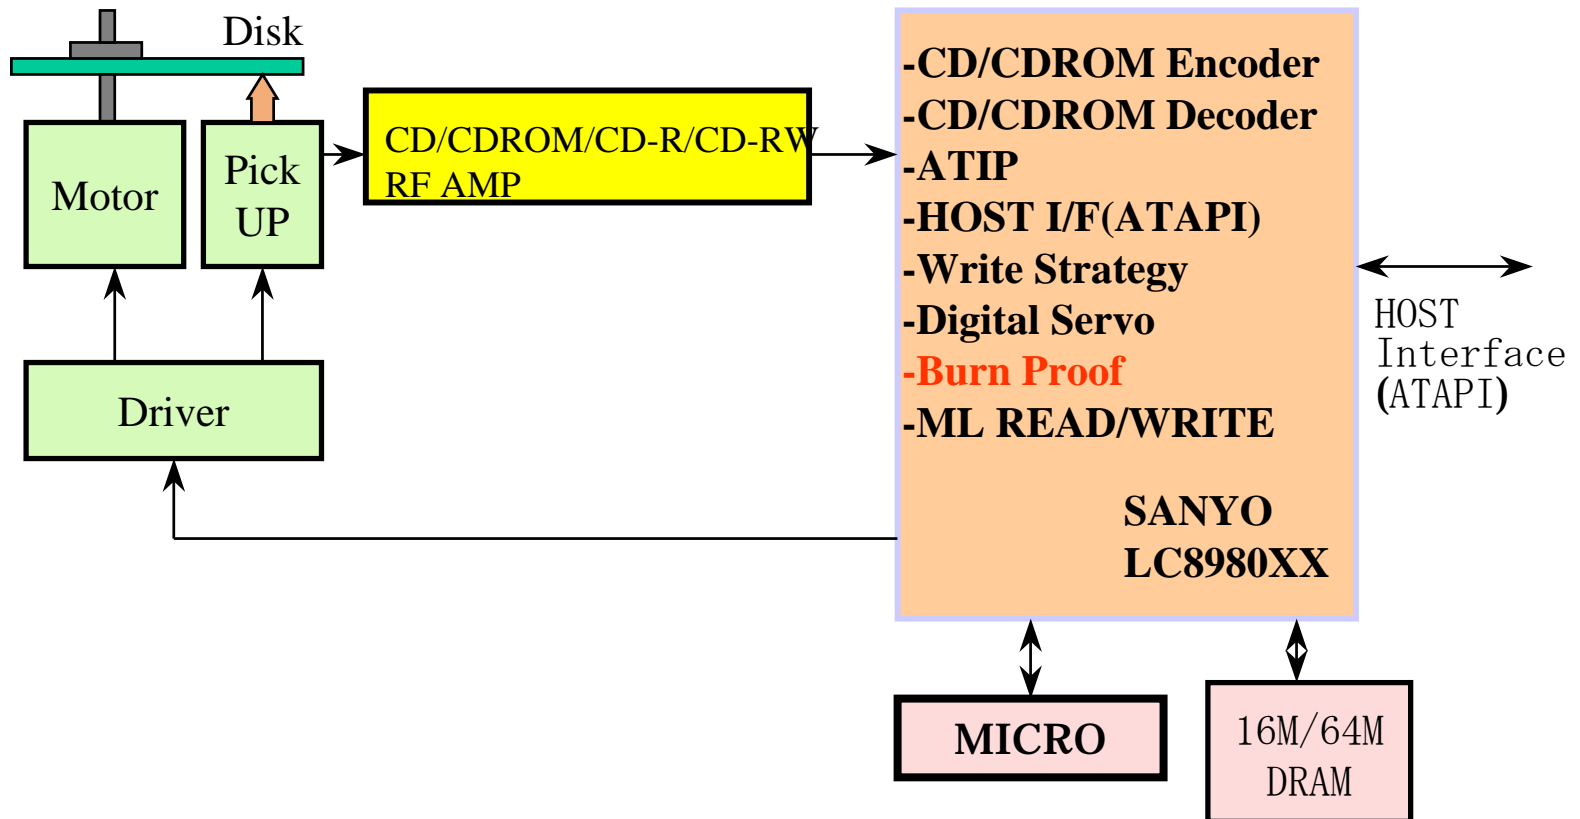 Disk
Motor
Pick
UP
CD/CDROM/CD-R/CD-RW
RF AMP
Driver
-CD/CDROM Encoder
-CD/CDROM Decoder
-ATIP
-HOST I/F(ATAPI)
-Write Strategy
-Digital Servo
-Burn Proof
-ML READ/WRITE
SANYO
LC8980XX
HOST
Interface
(ATAPI)
MICRO
16M/64M
DRAM